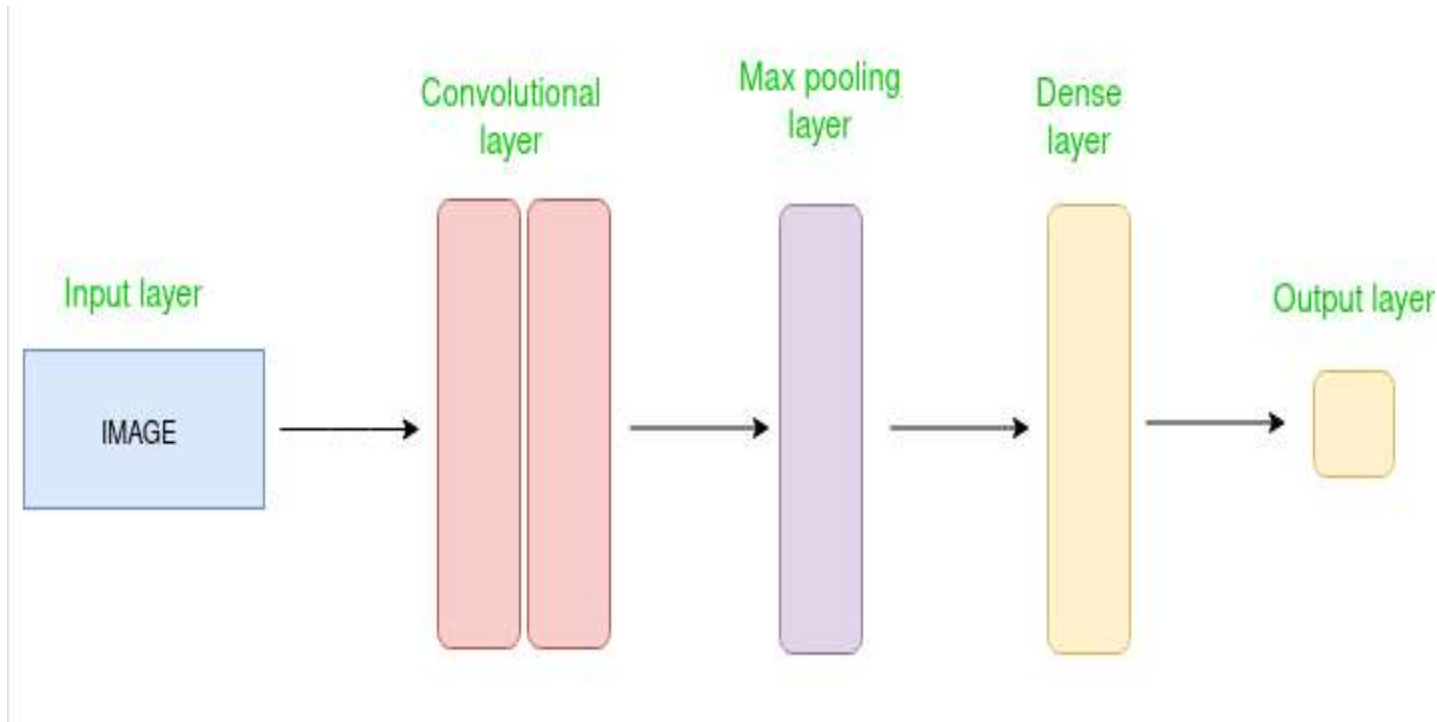 Input layer
IMAGE
Convolutional
layer
Max pooling
layer
Dense
layer
Output layer